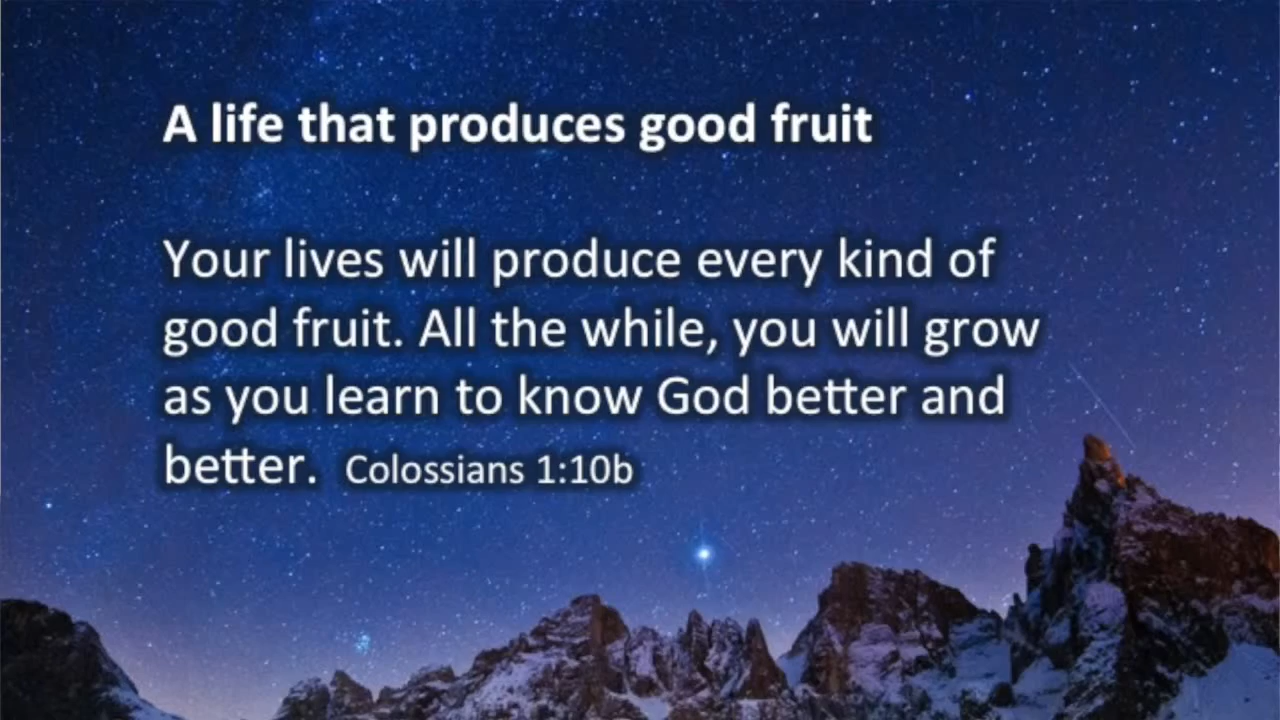 A life that produces good fruit
Your lives will produce every kind of
good fruit. All the while, you will grow
as you learn to know God better and
better. Colossians 1:10b